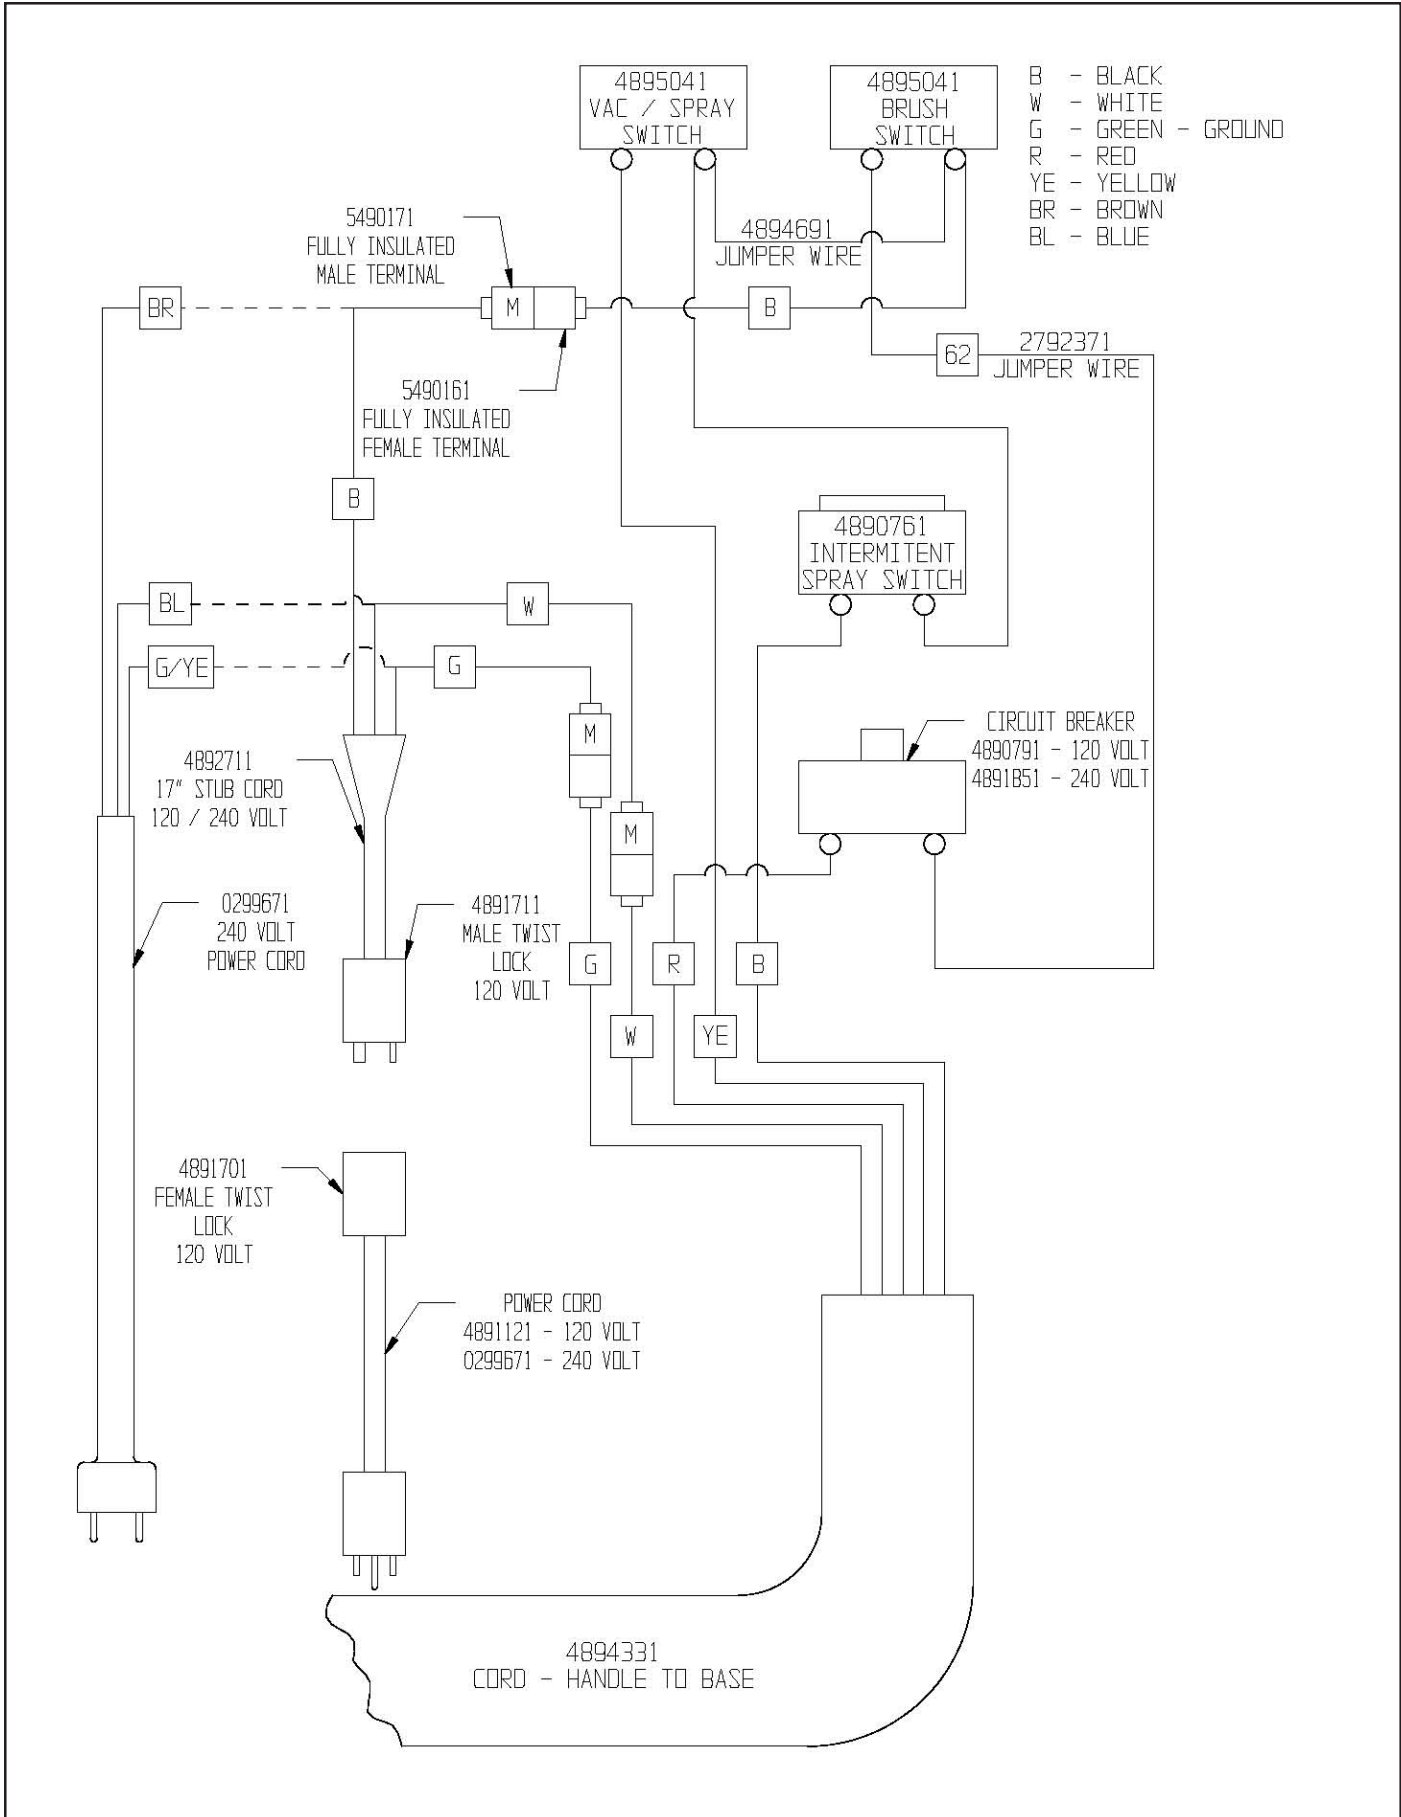 4895041
VAC / SPRAY
SWITCH
4895041
BRUSH
SWITCH
B - BLACK
W - WHITE
G - GREEN - GROUND
R - RED
YE - YELLOW
BR - BROWN
BL - BLUE
5490171
FULLY INSULATED
MALE TERMINAL
4894691
JUMPER WIRE
BR
M
B
62
2792371
JUMPER WIRE
5490161
FULLY INSULATED
FEMALE TERMINAL
B
4890761
INTERMITENT
SPRAY SWITCH
BL
W
G/YE
G
M
CIRCUIT BREAKER
4890791 - 120 VOLT
4891851 - 240 VOLT
4892711
17" STUB CORD
120 / 240 VOLT
M
0299671
240 VOLT
POWER CORD
4891711
MALE TWIST
LOCK
120 VOLT
G
R
B
W
YE
4891701
FEMALE TWIST
LOCK
120 VOLT
POWER CORD
4891121 - 120 VOLT
0299671 - 240 VOLT
4894331
CORD - HANDLE TO BASE